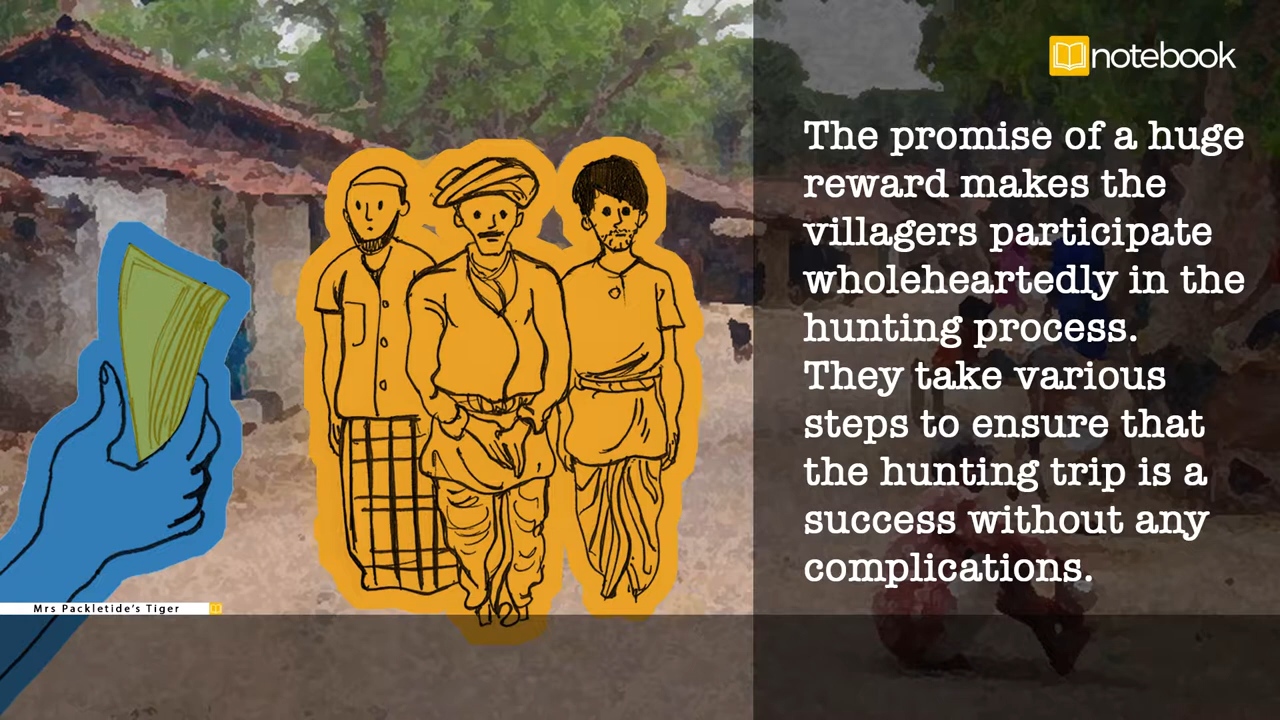 notebook
The promise of a huge
reward makes the
villagers participate
wholeheartedly in the
hunting process.
They take various
steps to ensure that
the hunting trip is a
success without any
complications.
Mrs Packletide's Tiger